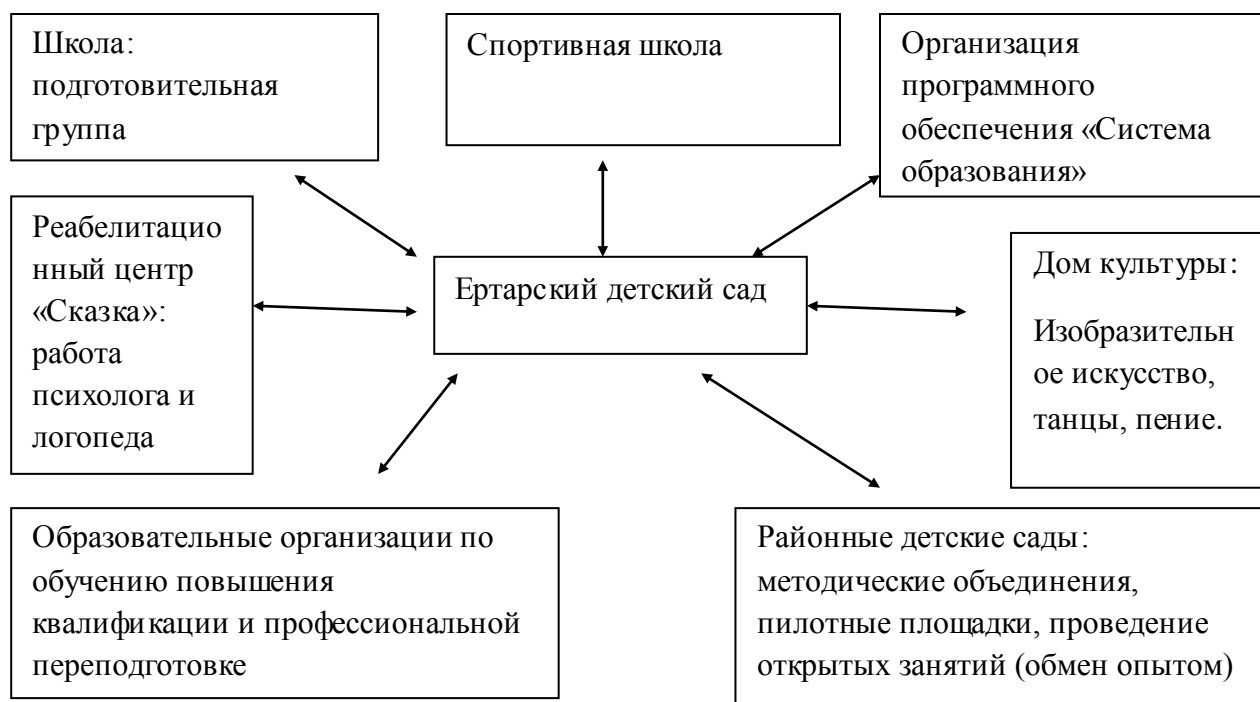 Школа:
подготовительная
группа
Спортивная школа
Организация
программного
обеспечения «Система
образования»
Реабелитацио
нный центр
«Сказка»:
работа
психолога и
логопеда
Ертарский детский сад
Дом культуры:
Изобразительн
ое искусство,
танцы, пение.
Образовательные организации по
обучению повышения
квалификации и профессиональной
переподготовке
Районные детские сады:
методические объединения,
пилотные площадки, проведение
открытых занятий (обмен опытом)